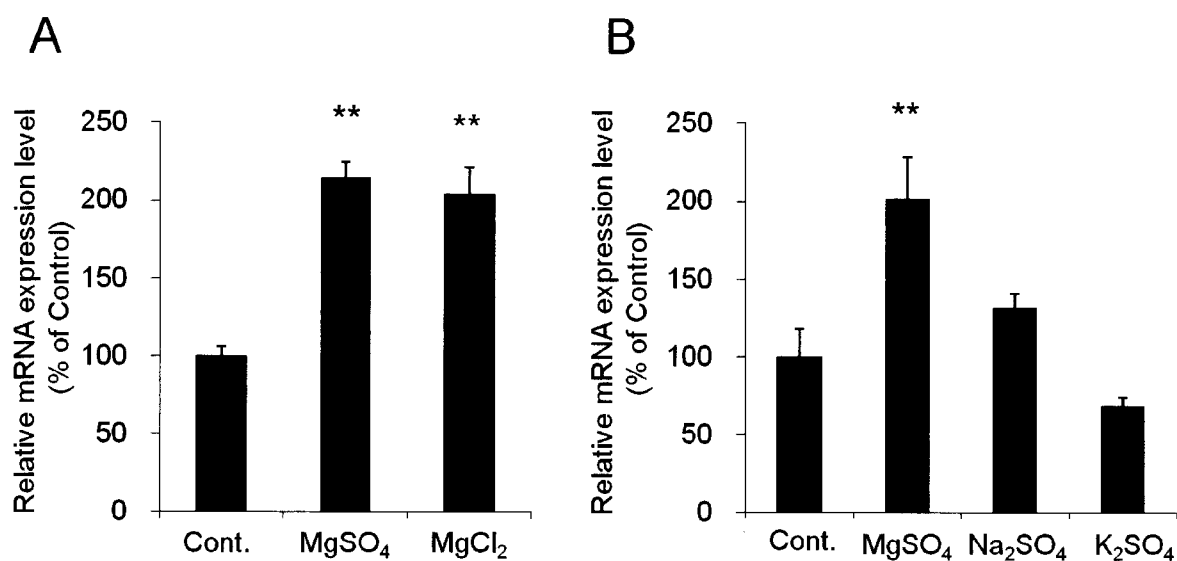 A
Relative mRNA expression level
(% of Control)
250
200
150
100
50
0
**
**
Cont.
MgSO₄
MgCl₂
B
Relative mRNA expression level
(% of Control)
250
200
150
100
50
0
**
Cont.
MgSO₄
Na₂SO₄
K₂SO₄